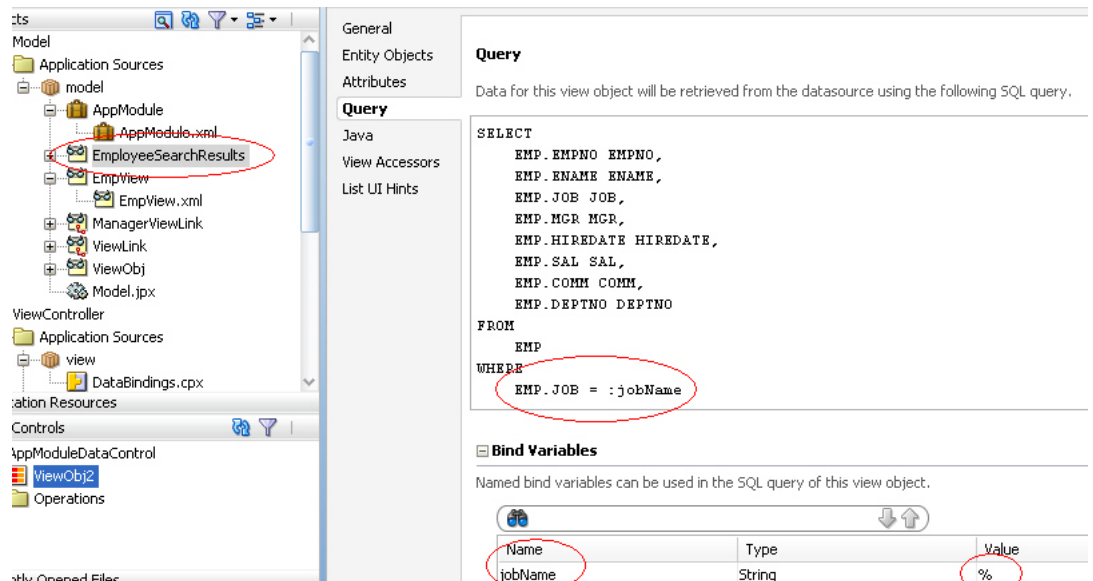 Model
Application Sources
model
AppModule
AppModule.xml
EmployeeSearchResults
EmpView
EmpView.xml
ManagerViewLink
ViewLink
ViewObj
Model.jpx
ViewController
Application Sources
view
DataBindings.cpx
Resources
Controls
AppModuleDataControl
ViewObj2
Operations
Opened Files
General
Entity Objects
Attributes
Query
Java
View Accessors
List UI Hints
Query
Data for this view object will be retrieved from the datasource using the following SQL query.
SELECT
EMP.EMPNO EMPNO,
EMP.ENAME ENAME,
EMP.JOB JOB,
EMP.MGR MGR,
EMP.HIREDATE HIREDATE,
EMP.SAL SAL,
EMP.COMM COMM,
EMP.DEPTNO DEPTNO
FROM
EMP
WHERE
EMP.JOB = :jobName
Bind Variables
Named bind variables can be used in the SQL query of this view object.
Name Type Value
jobName String %